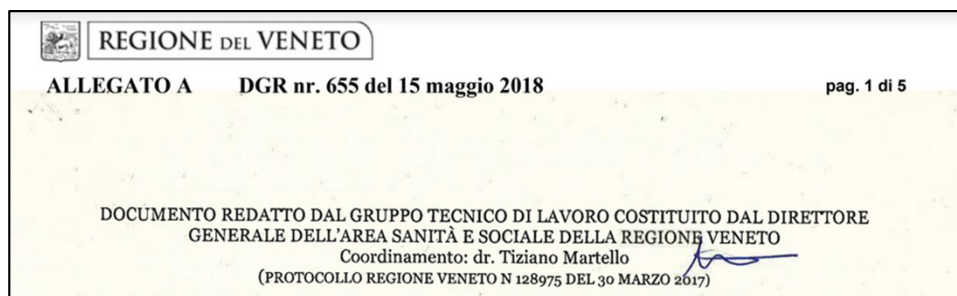 REGIONE DEL VENETO
ALLEGATO A DGR nr. 655 del 15 maggio 2018 pag. 1 di 5
DOCUMENTO REDATTO DAL GRUPPO TECNICO DI LAVORO COSTITUITO DAL DIRETTORE
GENERALE DELL'AREA SANITÀ E SOCIALE DELLA REGIONE VENETO
Coordinamento: dr. Tiziano Martello
(PROTOCOLLO REGIONE VENETO N 128975 DEL 30 MARZO 2017)